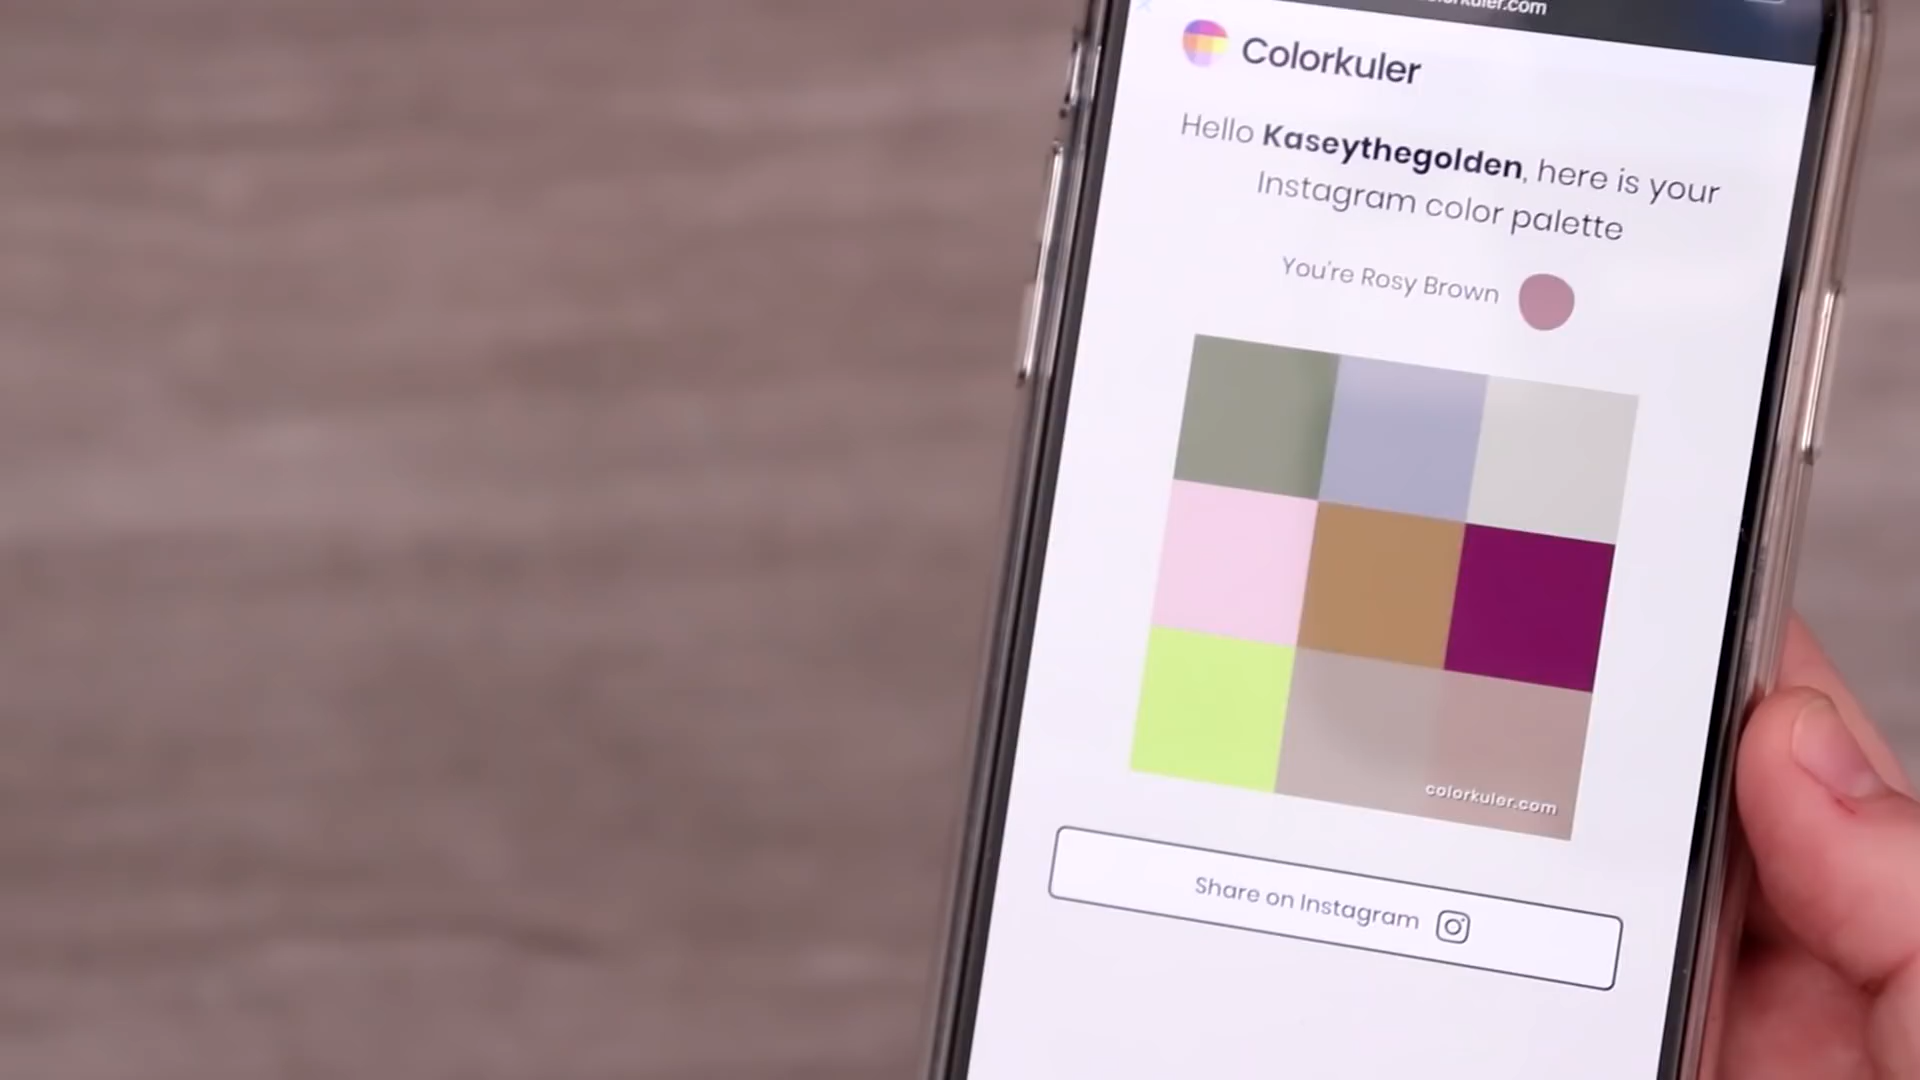 Colorkuler
Hello Kaseythegolden, here is your
Instagram color palette
You're Rosy Brown
colorkuler.com
Share on Instagram